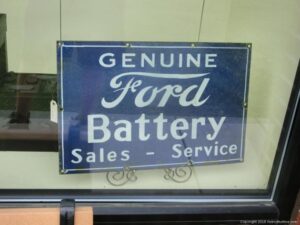 GENUINE
Ford
Battery
Sales - Service